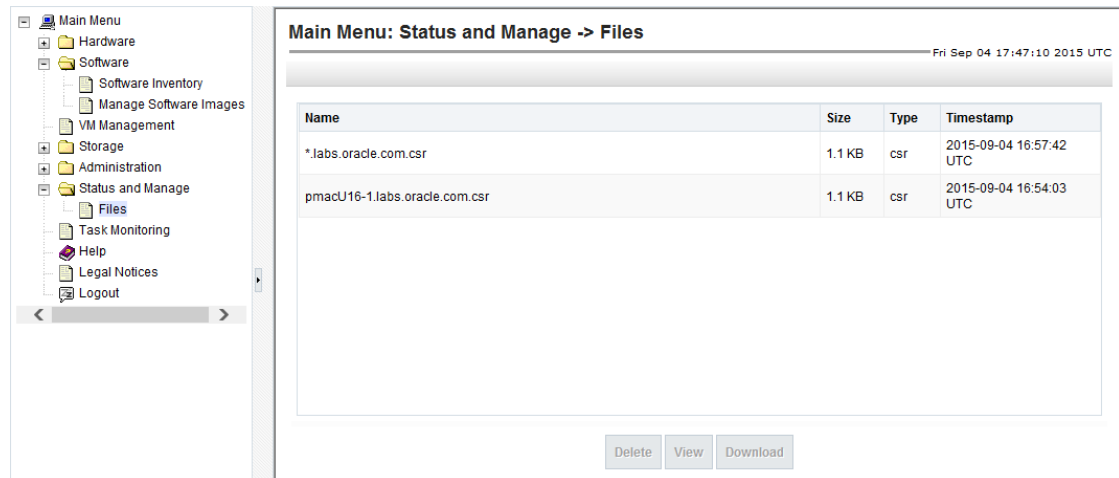 Main Menu
Hardware
Software
Software Inventory
Manage Software Images
VM Management
Storage
Administration
Status and Manage
Files
Task Monitoring
Help
Legal Notices
Logout
Main Menu: Status and Manage -> Files
Fri Sep 04 17:47:10 2015 UTC
Name Size Type Timestamp
*.labs.oracle.com.csr 1.1 KB csr 2015-09-04 16:57:42
UTC
pmacU16-1.labs.oracle.com.csr 1.1 KB csr 2015-09-04 16:54:03
UTC
Delete View Download